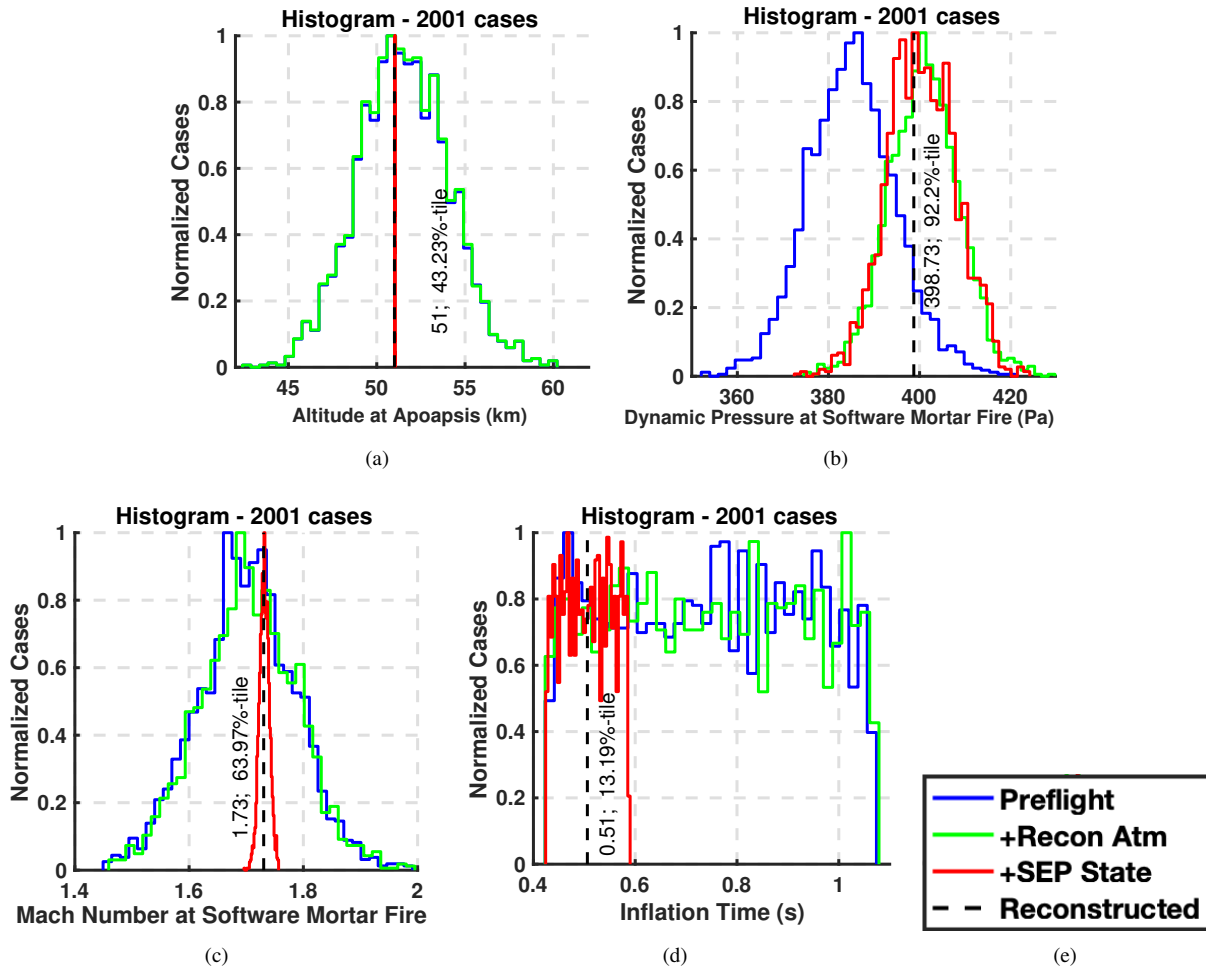 Histogram - 2001 cases
1
0.8
0.6
0.4
0.2
0
Normalized Cases
51; 43.23%-tile
45 50 55 60
Altitude at Apoapsis (km)
(a)
Histogram - 2001 cases
1
0.8
0.6
0.4
0.2
0
Normalized Cases
398.73; 92.2%-tile
360 380 400 420
Dynamic Pressure at Software Mortar Fire (Pa)
(b)
Histogram - 2001 cases
1
0.8
0.6
0.4
0.2
0
Normalized Cases
1.73; 63.97%-tile
1.4 1.6 1.8 2
Mach Number at Software Mortar Fire
(c)
Histogram - 2001 cases
1
0.8
0.6
0.4
0.2
0
Normalized Cases
0.51; 13.19%-tile
0.4 0.6 0.8 1
Inflation Time (s)
(d)
Preflight
+Recon Atm
+SEP State
Reconstructed
(e)